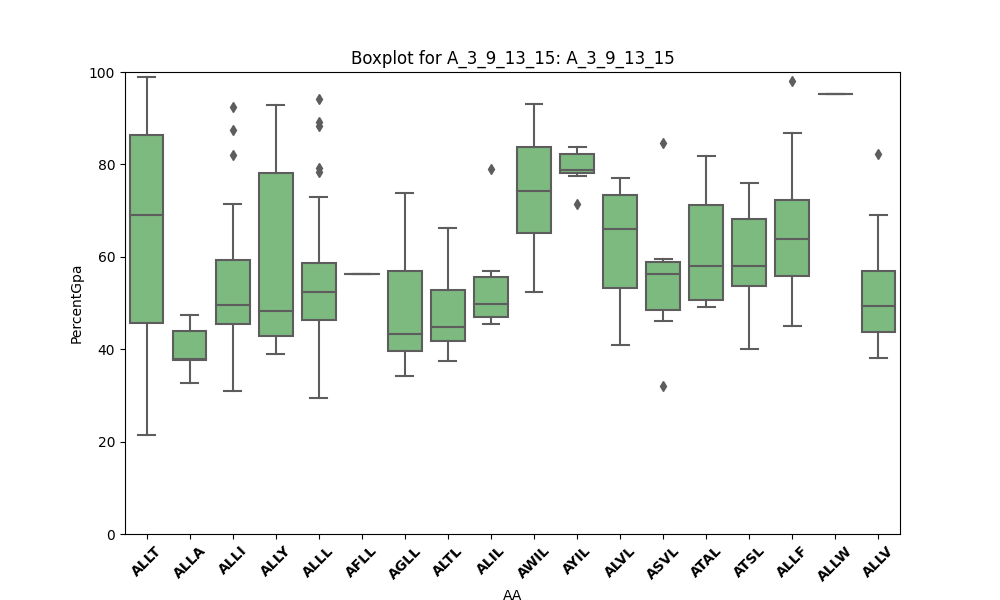 Boxplot for A_3_9_13_15: A_3_9_13_15
PercentGpa
100
80
60
40
20
0
ALLT ALLA ALLI ALLY ALLL AFLL AGLL ALTL ALIL AWIL AYIL ALVL ASVL ATAL ATSL ALLF ALLW ALLV
AA